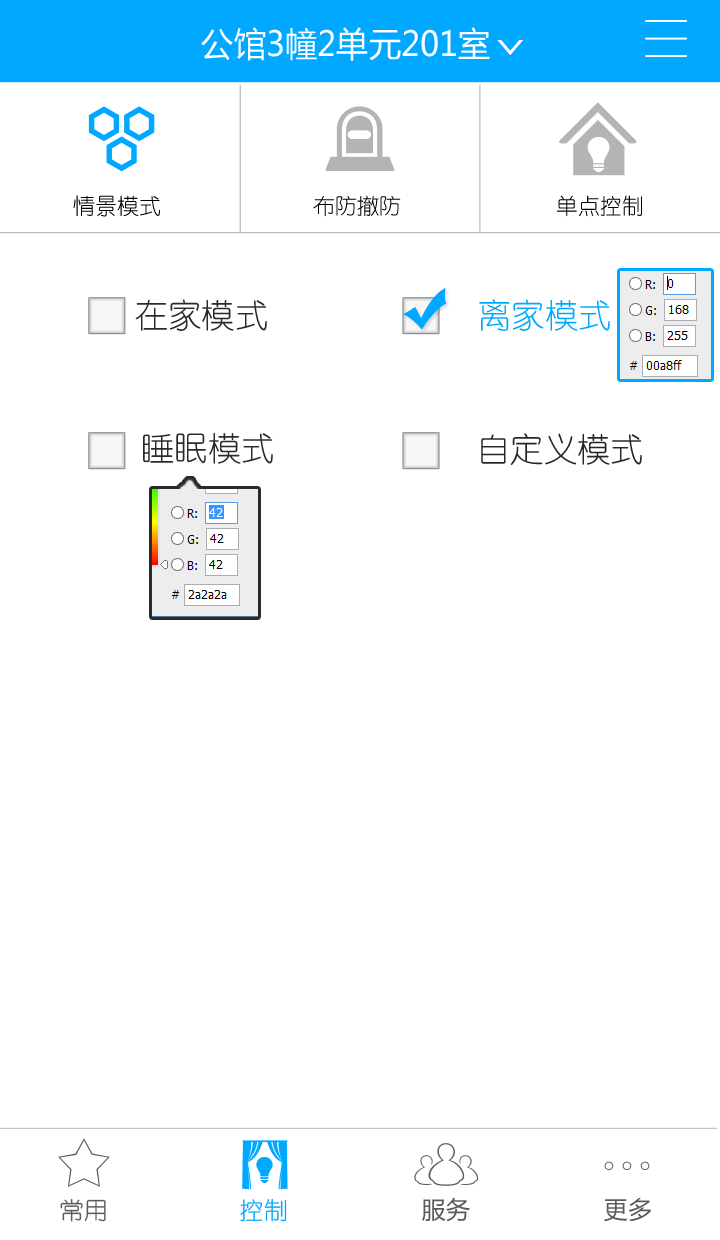 公馆3幢2单元201室
情景模式
布防撤防
单点控制
在家模式
离家模式
R: 0
G: 168
B: 255
# 00a8ff
睡眠模式
自定义模式
R: 42
G: 42
B: 42
# 2a2a2a
常用
控制
服务
更多